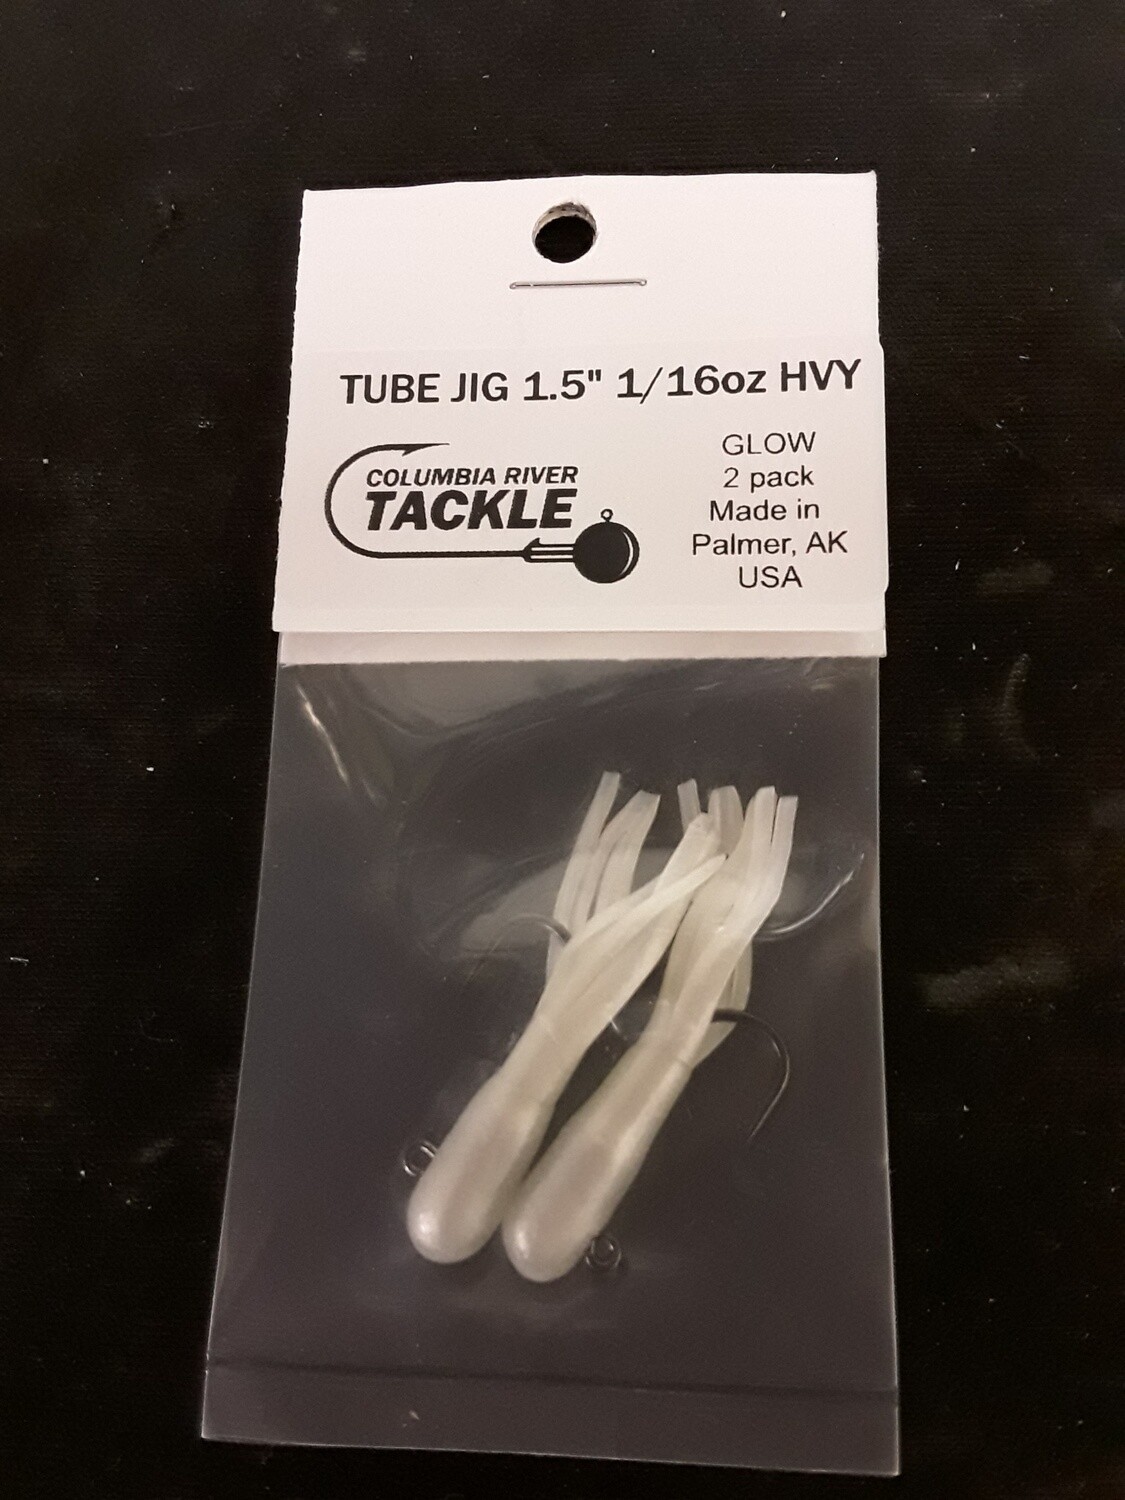 TUBE JIG 1.5" 1/16oz HVY
COLUMBIA RIVER
TACKLE
GLOW
2 pack
Made in
Palmer, AK
USA